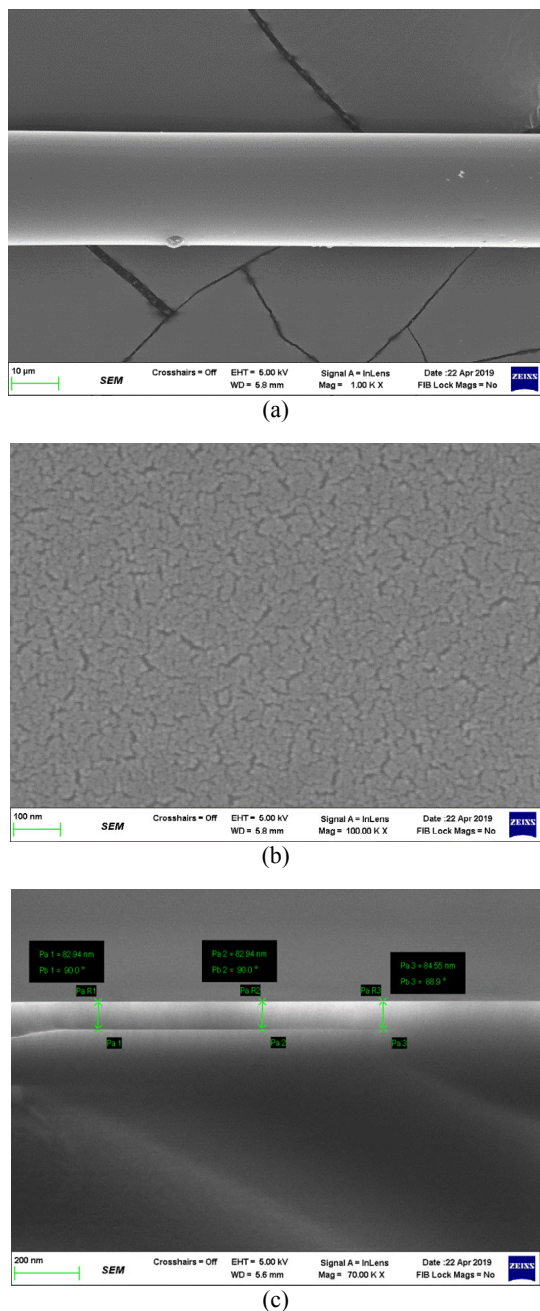 10 µm
SEM
Crosshairs = Off
EHT = 5.00 kV
Signal A = InLens
Date :22 Apr 2019
WD = 5.8 mm
Mag = 1.00 K X
FIB Lock Mags = No
ZEISS
(a)
100 nm
SEM
Crosshairs = Off
EHT = 5.00 kV
Signal A = InLens
Date :22 Apr 2019
WD = 5.8 mm
Mag = 100.00 K X
FIB Lock Mags = No
ZEISS
(b)
Pa 1 = 82.94 nm
Pb 1 = 90.0 °
Pa 2 = 82.94 nm
Pb 2 = 90.0 °
Pa 3 = 84.55 nm
Pb 3 = 88.9 °
Pa R1
Pa R2
Pa R3
Pa 1
Pa 2
Pa 3
200 nm
SEM
Crosshairs = Off
EHT = 5.00 kV
Signal A = InLens
Date :22 Apr 2019
WD = 5.6 mm
Mag = 70.00 K X
FIB Lock Mags = No
ZEISS
(c)